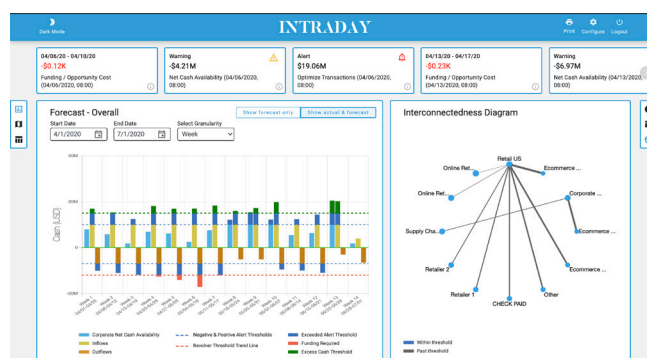 Dark Mode
INTRADAY
Print Configure Logout
04/06/20 - 04/10/20
-$0.12K
Funding / Opportunity Cost
(04/06/2020, 08:00)
Warning
-$4.21M
Net Cash Availability (04/06/2020,
08:00)
Alert
$19.06M
Optimize Transactions (04/06/2020,
08:00)
04/13/20 - 04/17/20
-$0.23K
Funding / Opportunity Cost
(04/13/2020, 08:00)
Warning
-$6.97M
Net Cash Availability (04/13/2020,
08:00)
Forecast - Overall
Show forecast only
Show actual & forecast
Start Date
End Date
Select Granularity
4/1/2020
7/1/2020
Week
Cash [USD]
40M
20M
0
-20M
Corporate Net Cash Availability
Inflows
Outflows
Negative & Positive Alert Thresholds
Revolver Threshold Trend Line
Exceeded Alert Threshold
Funding Required
Excess Cash Threshold
Interconnectedness Diagram
Retail US
Online Ret...
Ecommerce ...
Online Ret...
Corporate ...
Supply Cha...
Ecommerce ...
Retailer 2
Ecommerce ...
Retailer 1
Other
CHECK PAID
Within threshold
Past threshold